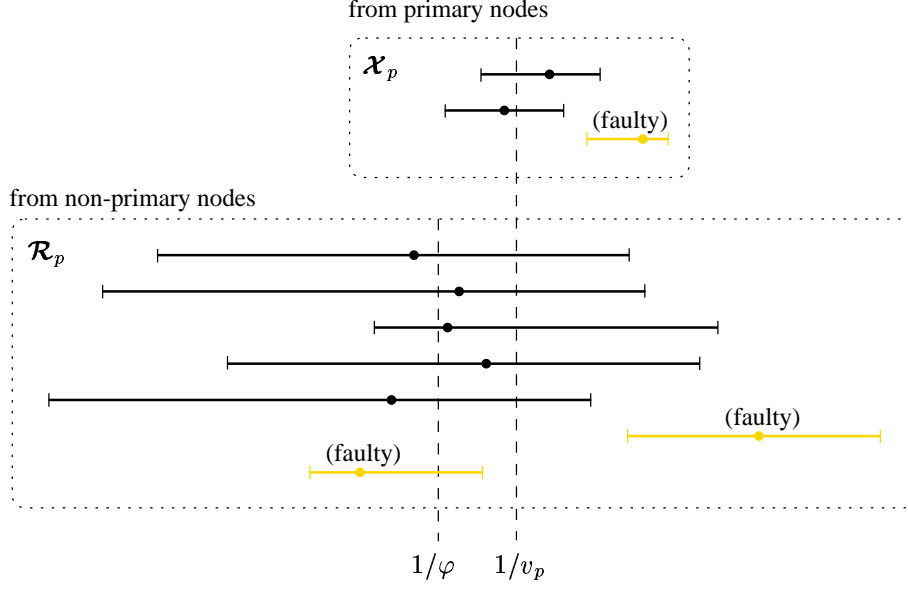 from primary nodes
𝓧ₚ
(faulty)
from non-primary nodes
𝓡ₚ
(faulty)
(faulty)
1/φ 1/vₚ